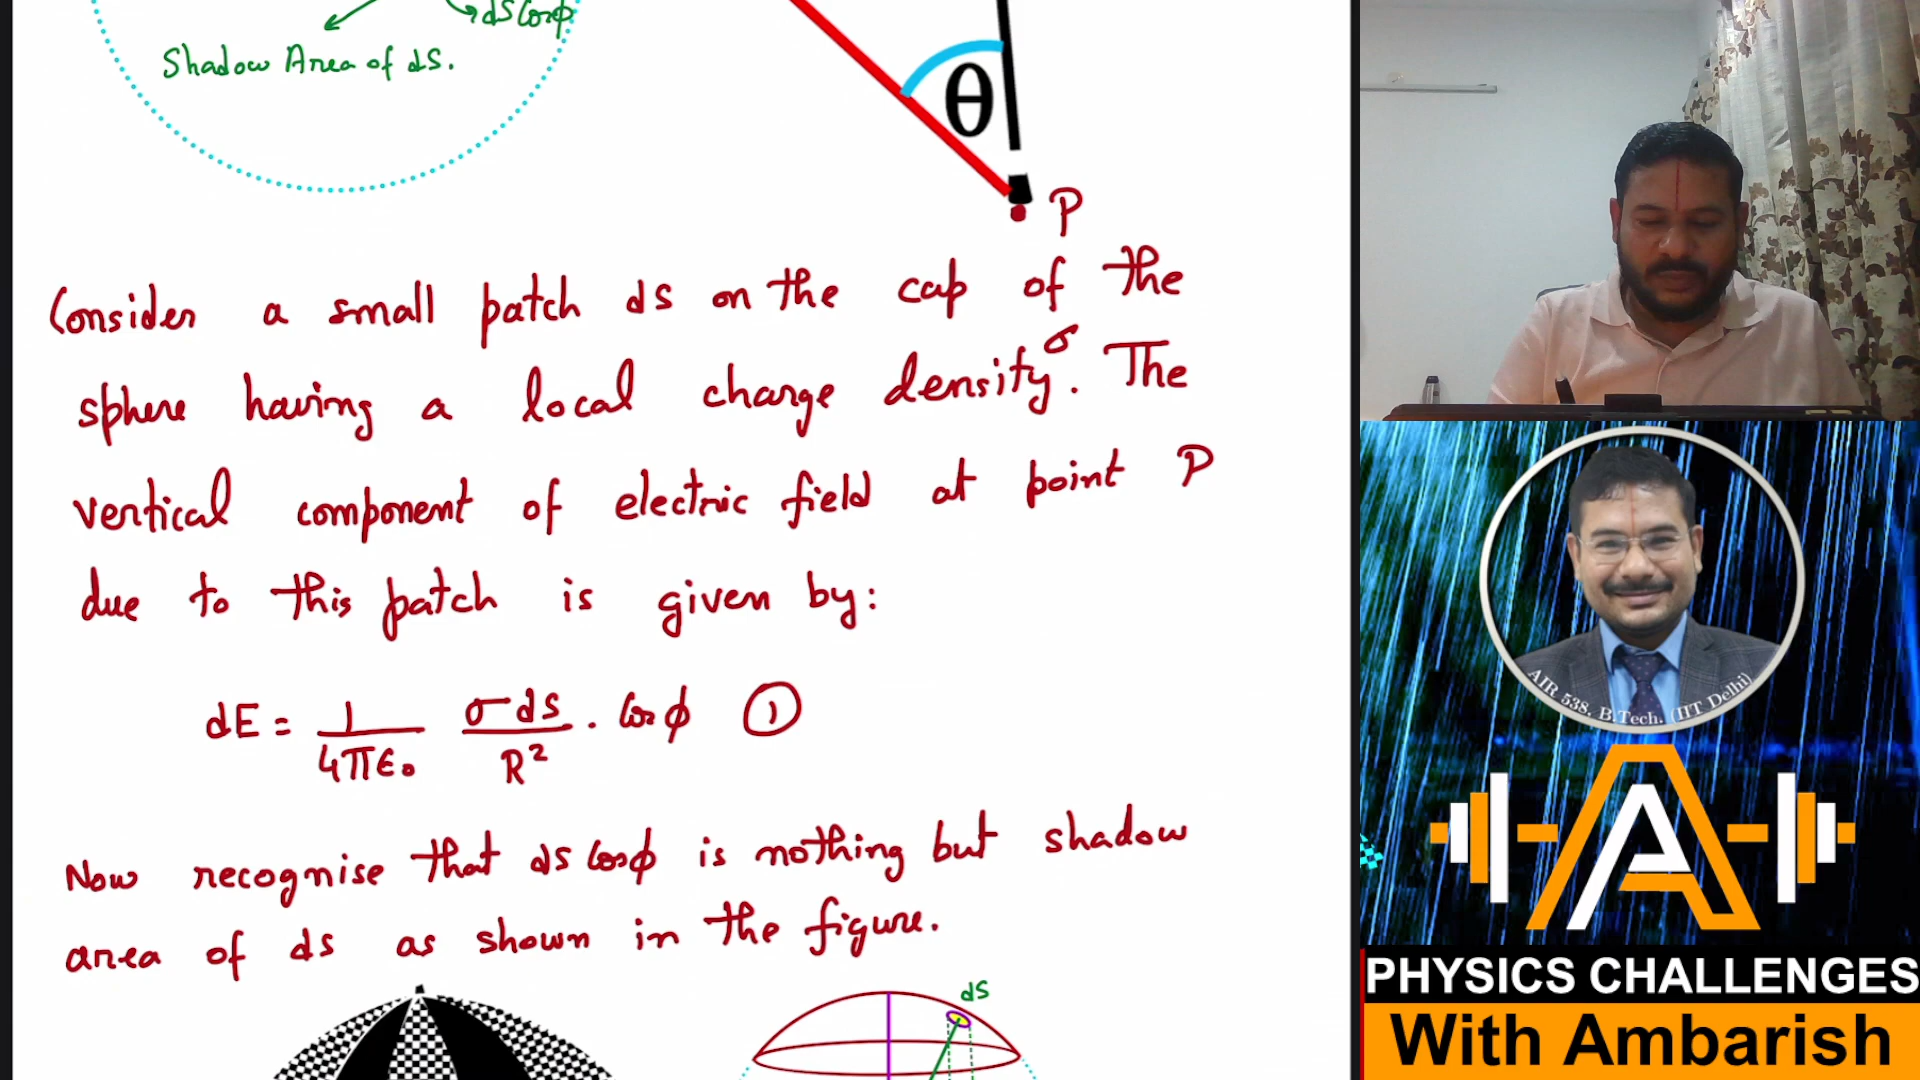 dS Cosϕ
Shadow Area of dS.
θ
P
Consider a small patch ds on the cap of the
sphere having a local charge density σ. The
vertical component of electric field at point P
due to this patch is given by:
dE = 1/4πϵ₀ σds/R² . cos ϕ ①
Now recognise that ds cosϕ is nothing but shadow
area of ds as shown in the figure.
dS
AIR 538, B.Tech. (IIT Delhi)
A
PHYSICS CHALLENGES
With Ambarish